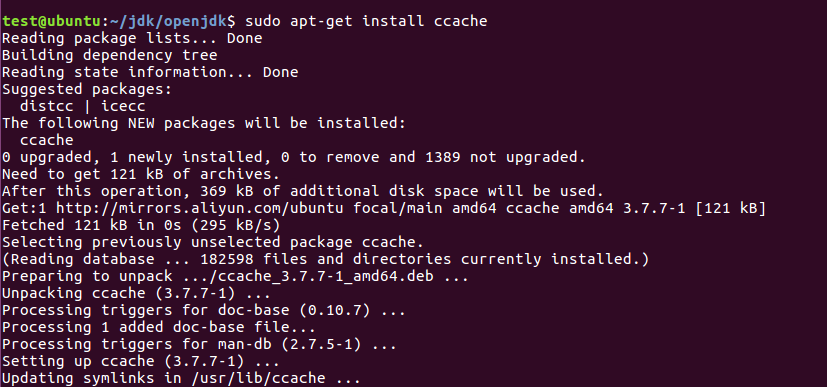 test@ubuntu:~/jdk/openjdk$ sudo apt-get install ccache
Reading package lists... Done
Building dependency tree
Reading state information... Done
Suggested packages:
  distcc | icecc
The following NEW packages will be installed:
  ccache
0 upgraded, 1 newly installed, 0 to remove and 1389 not upgraded.
Need to get 121 kB of archives.
After this operation, 369 kB of additional disk space will be used.
Get:1 http://mirrors.aliyun.com/ubuntu focal/main amd64 ccache amd64 3.7.7-1 [121 kB]
Fetched 121 kB in 0s (295 kB/s)
Selecting previously unselected package ccache.
(Reading database ... 182598 files and directories currently installed.)
Preparing to unpack .../ccache_3.7.7-1_amd64.deb ...
Unpacking ccache (3.7.7-1) ...
Processing triggers for doc-base (0.10.7) ...
Processing 1 added doc-base file...
Processing triggers for man-db (2.7.5-1) ...
Setting up ccache (3.7.7-1) ...
Updating symlinks in /usr/lib/ccache ...